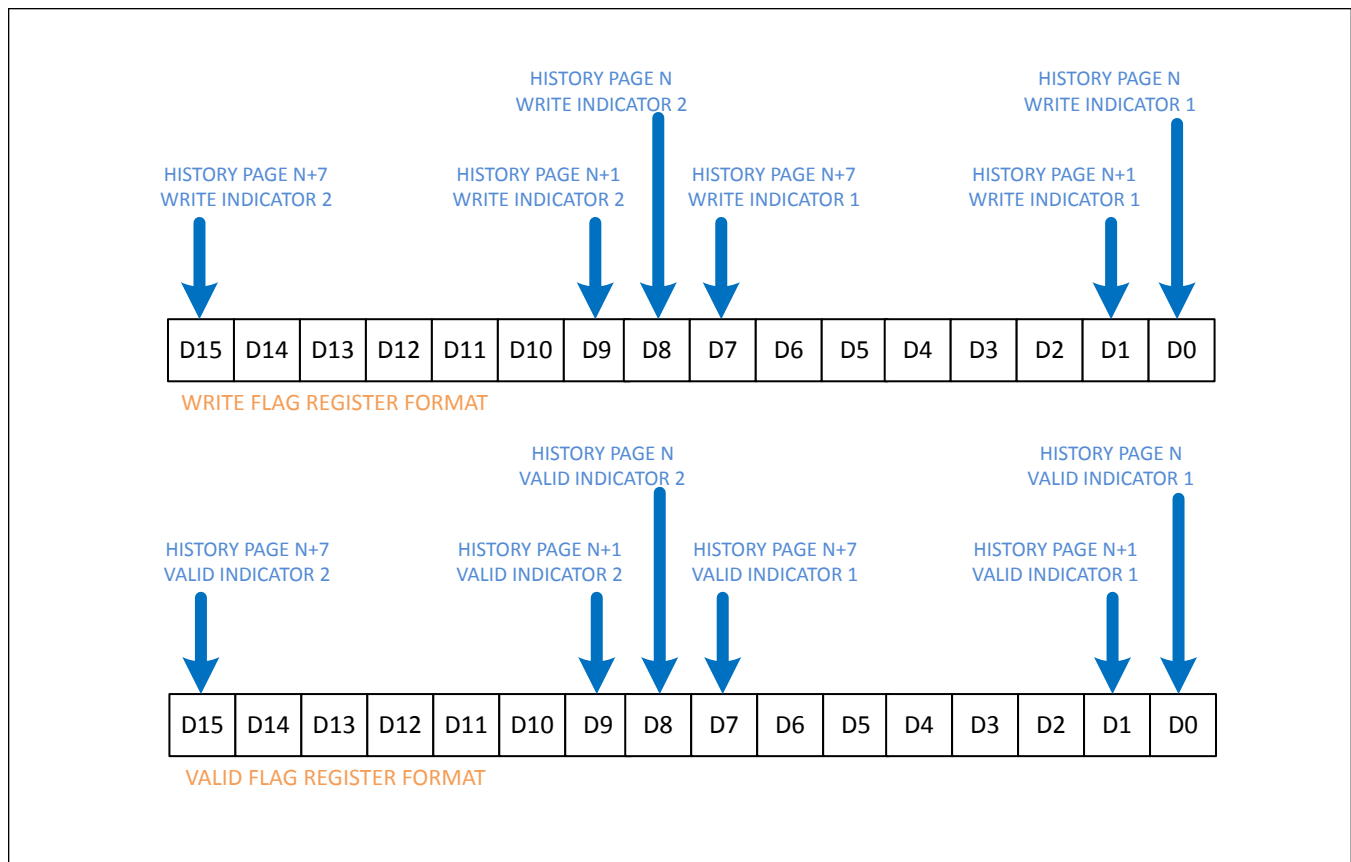 HISTORY PAGE N
WRITE INDICATOR 2
HISTORY PAGE N
WRITE INDICATOR 1
HISTORY PAGE N+7
WRITE INDICATOR 2
HISTORY PAGE N+1
WRITE INDICATOR 2
HISTORY PAGE N+7
WRITE INDICATOR 1
HISTORY PAGE N+1
WRITE INDICATOR 1
D15 D14 D13 D12 D11 D10 D9 D8 D7 D6 D5 D4 D3 D2 D1 D0
WRITE FLAG REGISTER FORMAT
HISTORY PAGE N
VALID INDICATOR 2
HISTORY PAGE N
VALID INDICATOR 1
HISTORY PAGE N+7
VALID INDICATOR 2
HISTORY PAGE N+1
VALID INDICATOR 2
HISTORY PAGE N+7
VALID INDICATOR 1
HISTORY PAGE N+1
VALID INDICATOR 1
D15 D14 D13 D12 D11 D10 D9 D8 D7 D6 D5 D4 D3 D2 D1 D0
VALID FLAG REGISTER FORMAT